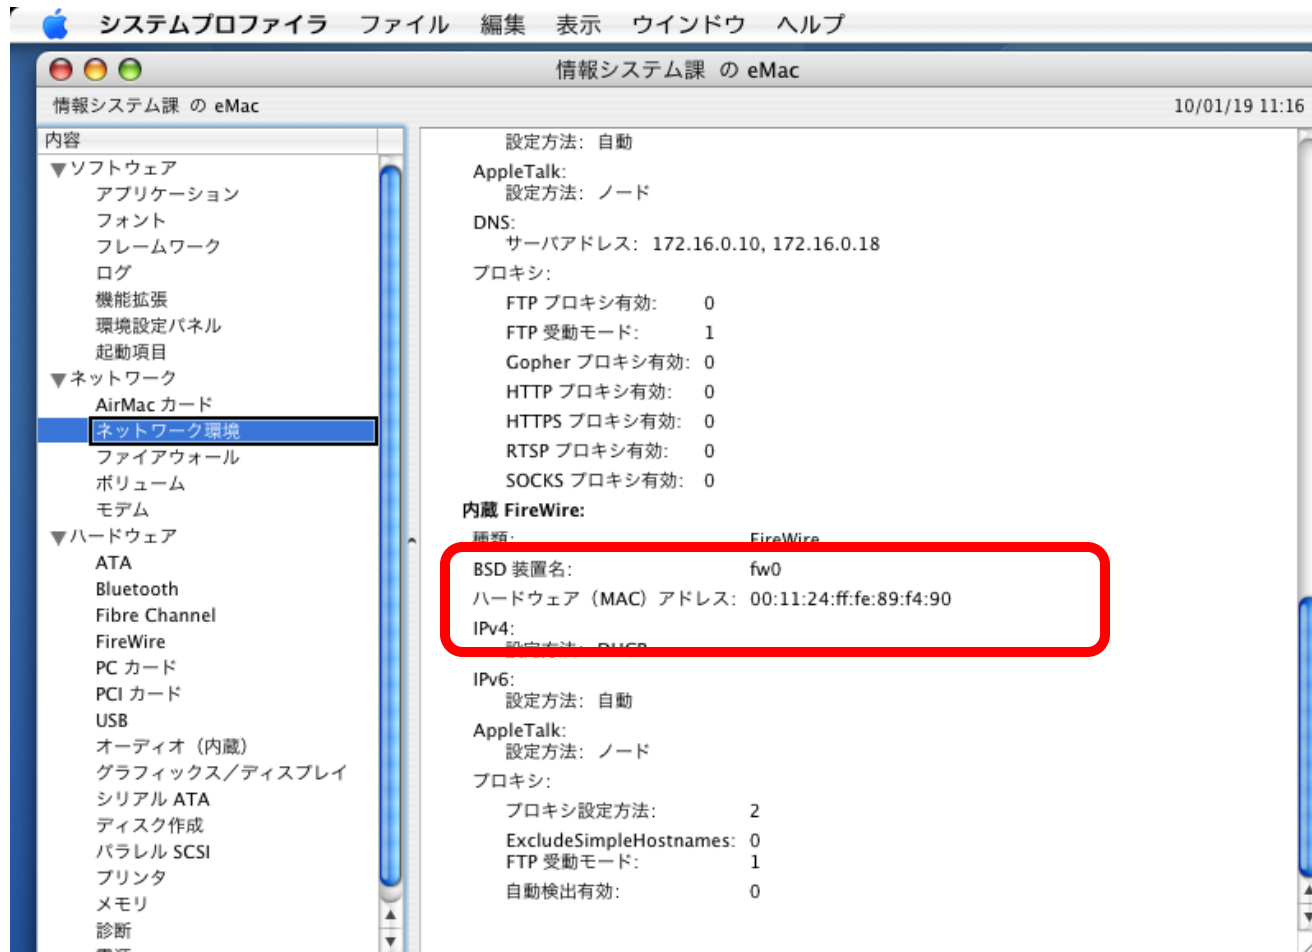 システムプロファイラ ファイル 編集 表示 ウインドウ ヘルプ
情報システム課 の eMac
情報システム課 の eMac 10/01/19 11:16
内容
▼ソフトウェア
アプリケーション
フォント
フレームワーク
ログ
機能拡張
環境設定パネル
起動項目
▼ネットワーク
AirMac カード
ネットワーク環境
ファイアウォール
ボリューム
モデム
▼ハードウェア
ATA
Bluetooth
Fibre Channel
FireWire
PC カード
PCI カード
USB
オーディオ（内蔵）
グラフィックス／ディスプレイ
シリアル ATA
ディスク作成
パラレル SCSI
プリンタ
メモリ
診断
設定方法: 自動
AppleTalk:
設定方法: ノード
DNS:
サーバアドレス: 172.16.0.10, 172.16.0.18
プロキシ:
FTP プロキシ有効: 0
FTP 受動モード: 1
Gopher プロキシ有効: 0
HTTP プロキシ有効: 0
HTTPS プロキシ有効: 0
RTSP プロキシ有効: 0
SOCKS プロキシ有効: 0
内蔵 FireWire:
種類: FireWire
BSD 装置名: fw0
ハードウェア（MAC）アドレス: 00:11:24:ff:fe:89:f4:90
IPv4:
設定方法: DHCP
IPv6:
設定方法: 自動
AppleTalk:
設定方法: ノード
プロキシ:
プロキシ設定方法: 2
ExcludeSimpleHostnames: 0
FTP 受動モード: 1
自動検出有効: 0